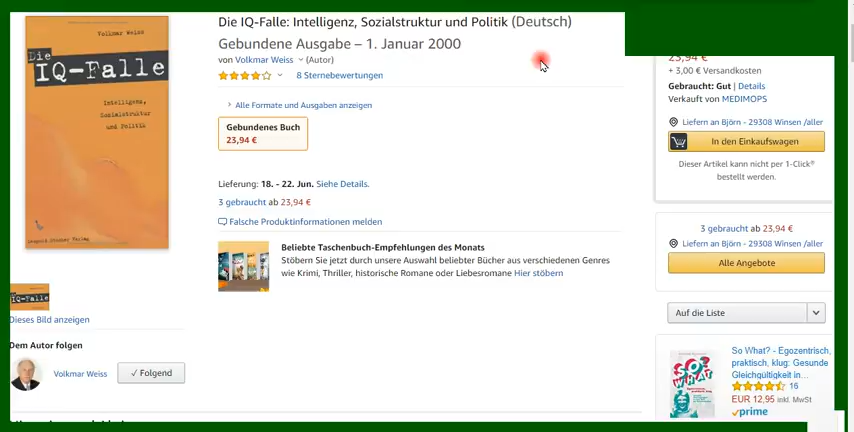 Volkmar Weiss
Die
IQ-Falle
Intelligenz,
Sozialstruktur
und Politik
Leopold Stocker Verlag
IQ-Falle
Dieses Bild anzeigen
Dem Autor folgen
Volkmar Weiss
✓ Folgend
Die IQ-Falle: Intelligenz, Sozialstruktur und Politik (Deutsch)
Gebundene Ausgabe – 1. Januar 2000
von Volkmar Weiss (Autor)
8 Sternebewertungen
Alle Formate und Ausgaben anzeigen
Gebundenes Buch
23,94 €
Lieferung: 18. - 22. Jun. Siehe Details.
3 gebraucht ab 23,94 €
Falsche Produktinformationen melden
Beliebte Taschenbuch-Empfehlungen des Monats
Stöbern Sie jetzt durch unsere Auswahl beliebter Bücher aus verschiedenen Genres
wie Krimi, Thriller, historische Romane oder Liebesromane Hier stöbern
23,94 €
+ 3,00 € Versandkosten
Gebraucht: Gut | Details
Verkauft von MEDIMOPS
Liefern an Björn - 29308 Winsen /aller
In den Einkaufswagen
Dieser Artikel kann nicht per 1-Click®
bestellt werden.
3 gebraucht ab 23,94 €
Liefern an Björn - 29308 Winsen /aller
Alle Angebote
Auf die Liste
SO WHAT?
So What? - Egozentrisch,
praktisch, klug: Gesunde
Gleichgültigkeit in...
16
EUR 12,95 inkl. MwSt
prime